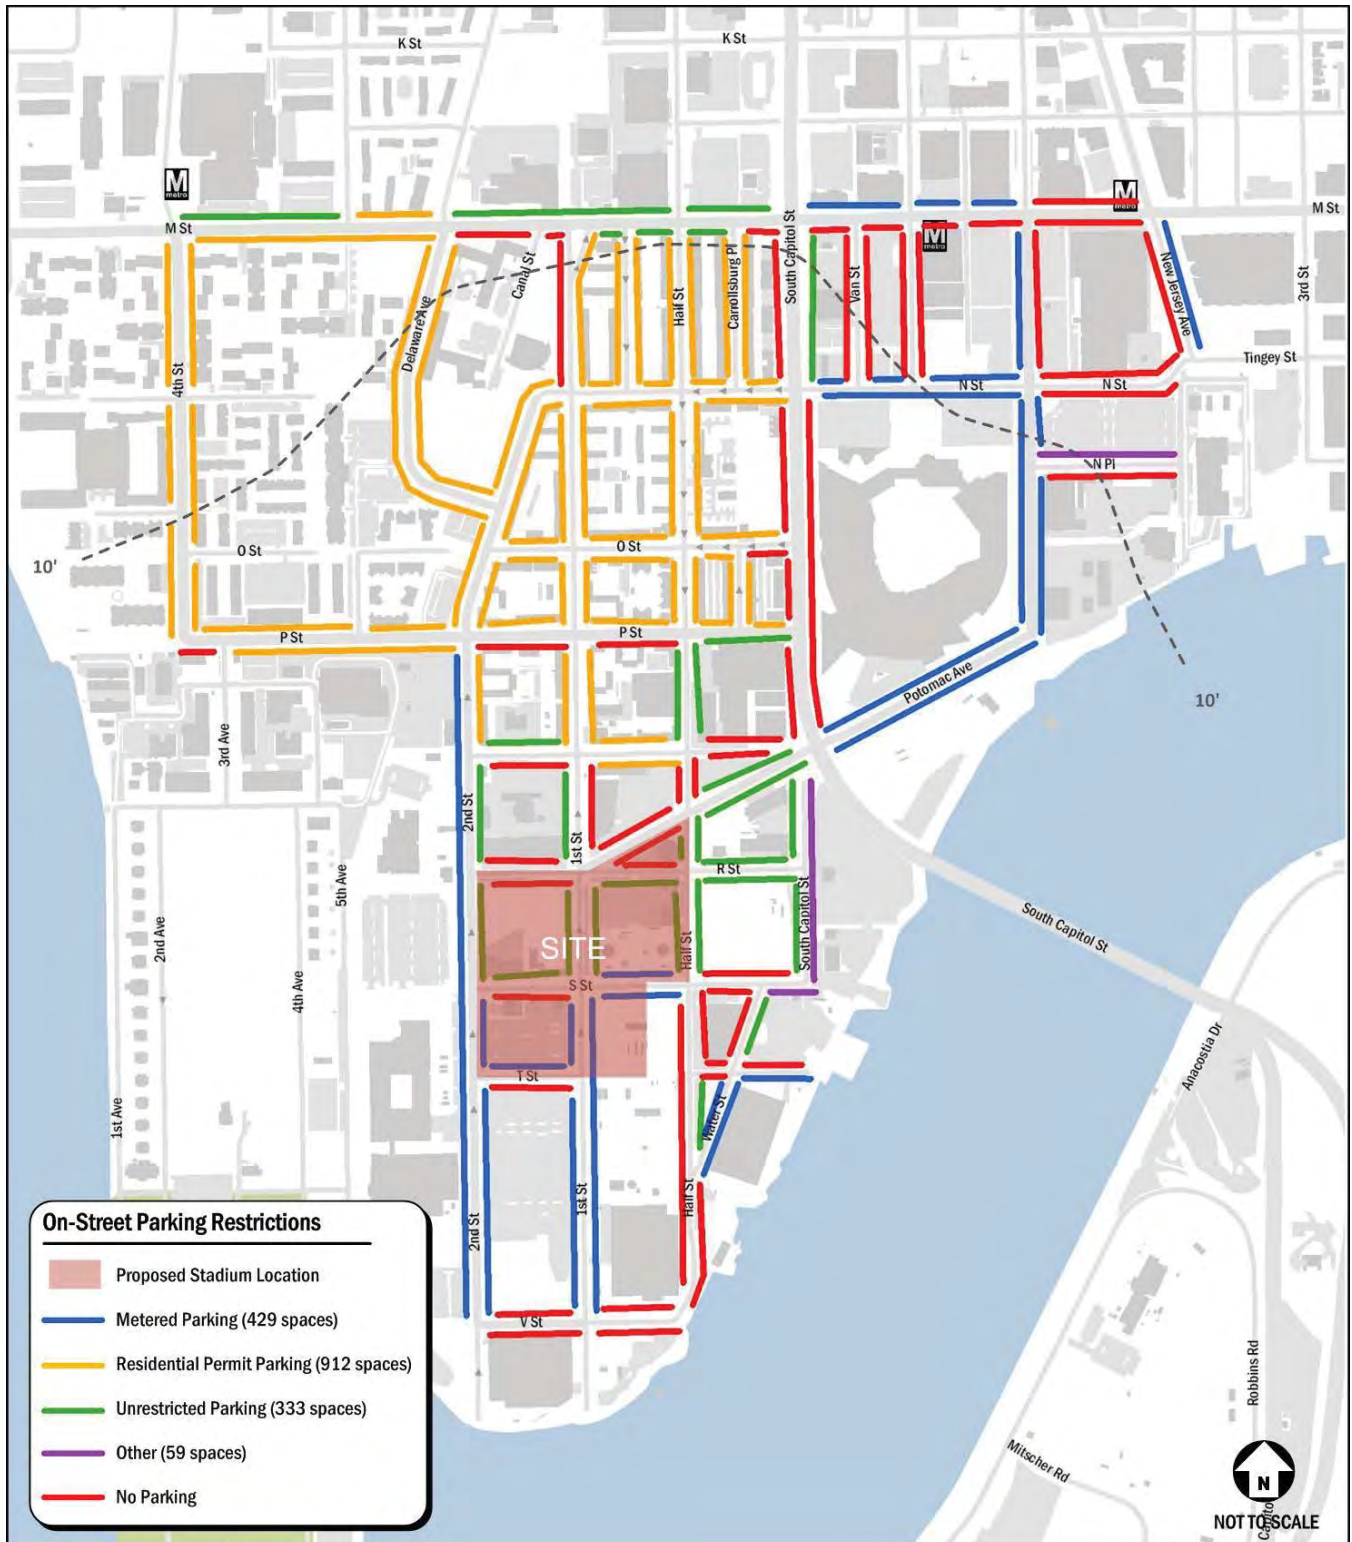 K St
K St
M
metro
M
metro
M St
M St
M
metro
Canal St
Delaware Ave
Half St
Carrollsburg Pl
South Capitol St
Van St
New Jersey Ave
3rd St
Tingey St
4th St
N St
N St
N Pl
O St
O St
10'
P St
P St
Potomac Ave
10'
3rd Ave
2nd St
1st St
5th Ave
R St
2nd Ave
SITE
Half St
South Capitol St
South Capitol St
4th Ave
S St
T St
Anacostia Dr
1st Ave
Water St
2nd St
1st St
Half St
V St
Robbins Rd
Mitscher Rd
On-Street Parking Restrictions
Proposed Stadium Location
Metered Parking (429 spaces)
Residential Permit Parking (912 spaces)
Unrestricted Parking (333 spaces)
Other (59 spaces)
No Parking
N
NOT TO SCALE